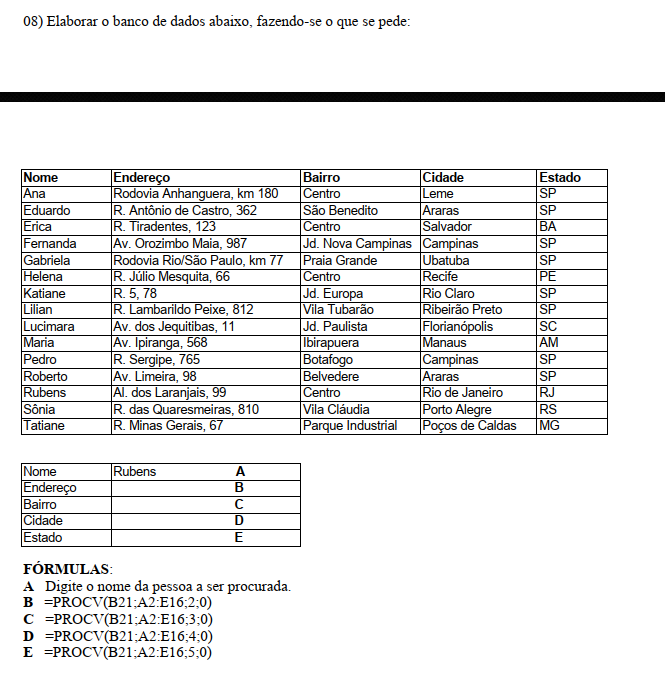 08) Elaborar o banco de dados abaixo, fazendo-se o que se pede:
Nome Endereço Bairro Cidade Estado
Ana Rodovia Anhanguera, km 180 Centro Leme SP
Eduardo R. Antônio de Castro, 362 São Benedito Araras SP
Érica R. Tiradentes, 123 Centro Salvador BA
Fernanda Av. Orozimbo Maia, 987 Jd. Nova Campinas Campinas SP
Gabriela Rodovia Rio/São Paulo, km 77 Praia Grande Ubatuba SP
Helena R. Júlio Mesquita, 66 Centro Recife PE
Katiane R. 5, 78 Jd. Europa Rio Claro SP
Lilian R. Lambarildo Peixe, 812 Vila Tubarão Ribeirão Preto SP
Lucimara Av. dos Jequitibas, 11 Jd. Paulista Florianópolis SC
Maria Av. Ipiranga, 568 Ibirapuera Manaus AM
Pedro R. Sergipe, 765 Botafogo Campinas SP
Roberto Av. Limeira, 98 Belvedere Araras SP
Rubens Al. dos Laranjais, 99 Centro Rio de Janeiro RJ
Sônia R. das Quaresmeiras, 810 Vila Cláudia Porto Alegre RS
Tatiane R. Minas Gerais, 67 Parque Industrial Poços de Caldas MG
Nome Rubens A
Endereço B
Bairro C
Cidade D
Estado E
FÓRMULAS:
A Digite o nome da pessoa a ser procurada.
B =PROCV(B21;A2:E16;2;0)
C =PROCV(B21;A2:E16;3;0)
D =PROCV(B21;A2:E16;4;0)
E =PROCV(B21;A2:E16;5;0)